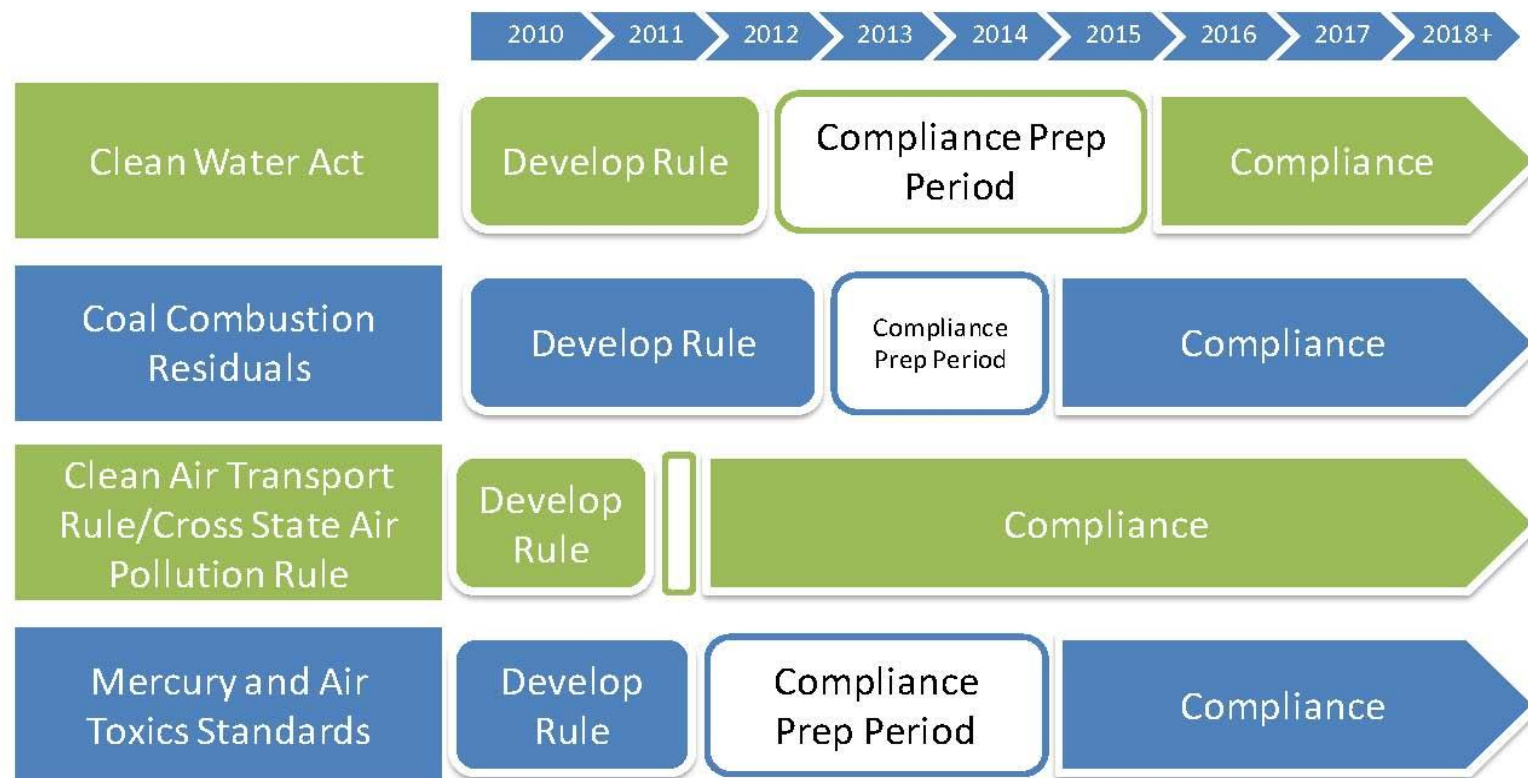 2010 2011 2012 2013 2014 2015 2016 2017 2018+
Clean Water Act
Develop Rule
Compliance Prep
Period
Compliance
Coal Combustion
Residuals
Develop Rule
Compliance
Prep Period
Compliance
Clean Air Transport
Rule/Cross State Air
Pollution Rule
Develop
Rule
Compliance
Mercury and Air
Toxics Standards
Develop
Rule
Compliance
Prep Period
Compliance